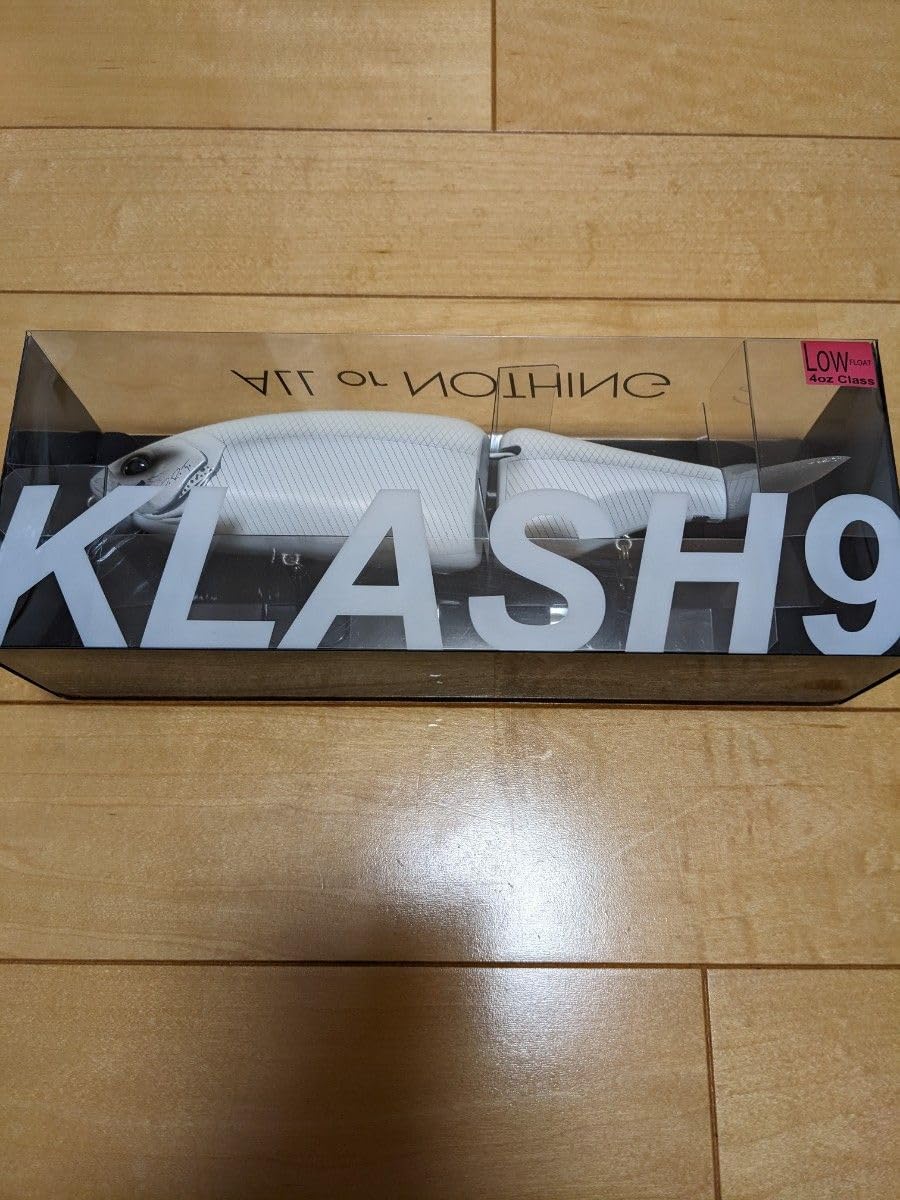 ALL or NOTHING
LOW FLOAT
4oz Class
KLASH9